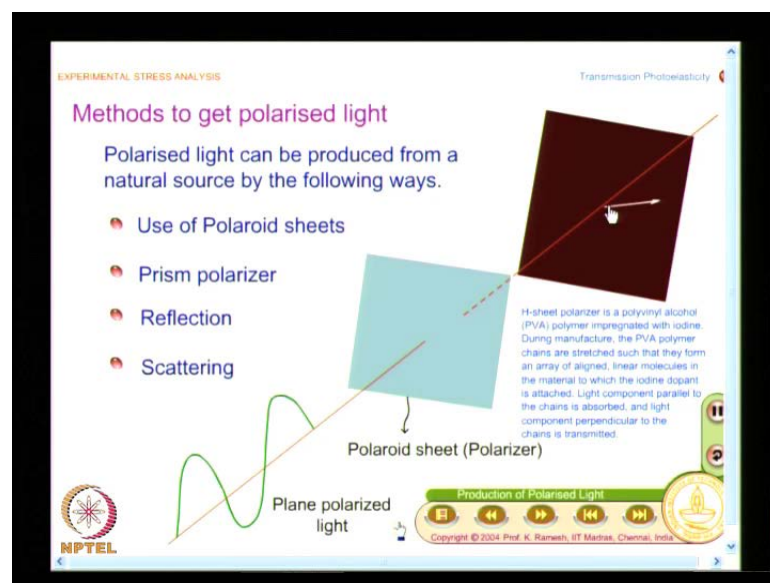 EXPERIMENTAL STRESS ANALYSIS
Transmission Photoelasticity
Methods to get polarised light
Polarised light can be produced from a
natural source by the following ways.
Use of Polaroid sheets
Prism polarizer
Reflection
Scattering
H-sheet polarizer is a polyvinyl alcohol
(PVA) polymer impregnated with iodine.
During manufacture, the PVA polymer
chains are stretched such that they form
an array of aligned, linear molecules in
the material to which the iodine dopant
is attached. Light component parallel to
the chains is absorbed, and light
component perpendicular to the
chains is transmitted.
Polaroid sheet (Polarizer)
Plane polarized
light
Production of Polarised Light
Copyright © 2004 Prof. K. Ramesh, IIT Madras, Chennai, India
NPTEL